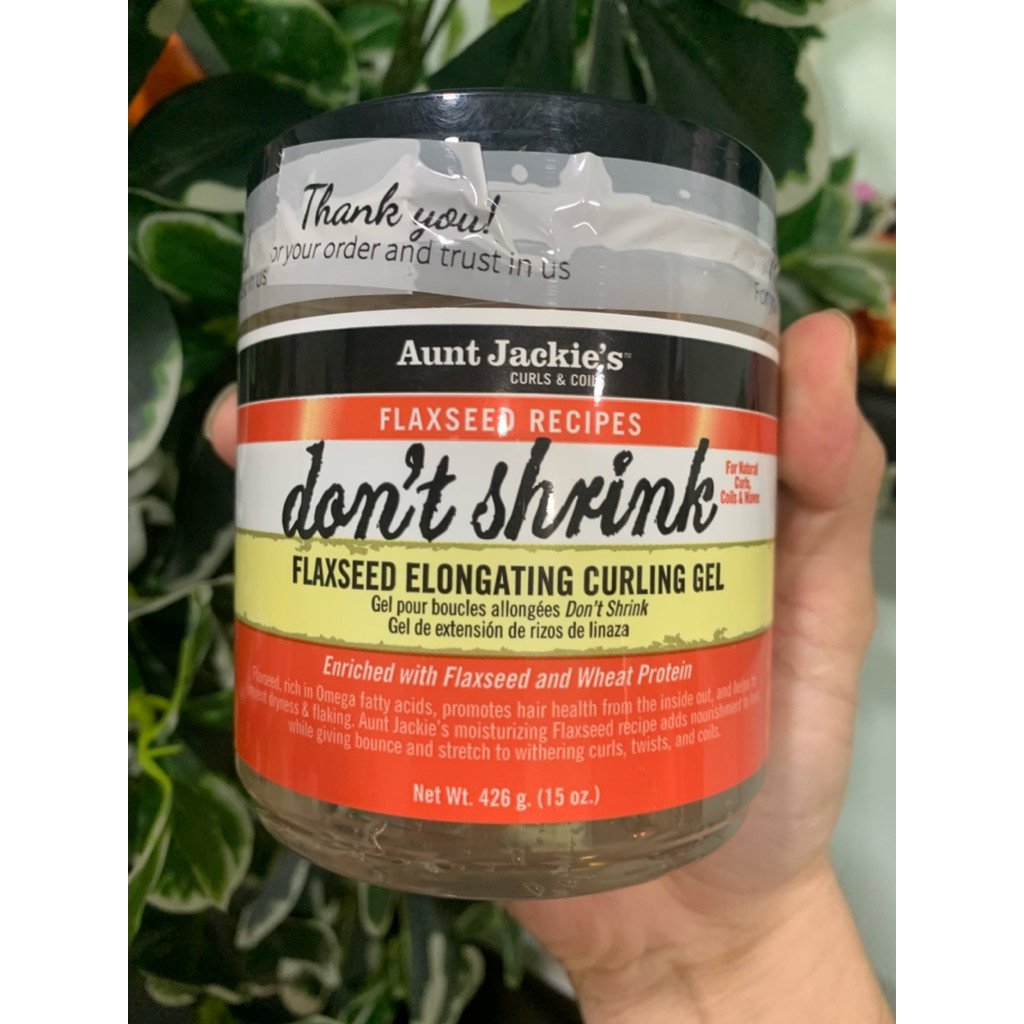 Thank you!
or your order and trust in us
in us
For
Aunt Jackie's™
CURLS & COILS
FLAXSEED RECIPES
don't shrink
For Natural
Curls,
Coils & Waves
FLAXSEED ELONGATING CURLING GEL
Gel pour boucles allongées Don't Shrink
Gel de extensión de rizos de linaza
Enriched with Flaxseed and Wheat Protein
Flaxseed, rich in Omega fatty acids, promotes hair health from the inside out, and helps to
prevent dryness & flaking. Aunt Jackie's moisturizing Flaxseed recipe adds nourishment to
while giving bounce and stretch to withering curls, twists, and coils.
Net Wt. 426 g. (15 oz.)